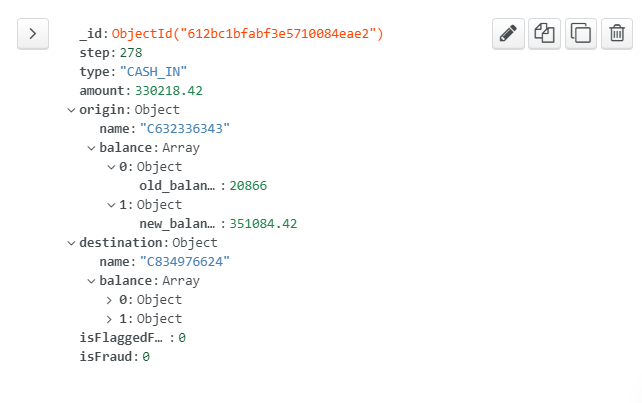 _id: ObjectId("612bc1bfabf3e5710084eae2")
step: 278
type: "CASH_IN"
amount: 330218.42
origin: Object
name: "C632336343"
balance: Array
0: Object
old_balan… : 20866
1: Object
new_balan… : 351084.42
destination: Object
name: "C834976624"
balance: Array
0: Object
1: Object
isFlaggedF… : 0
isFraud: 0